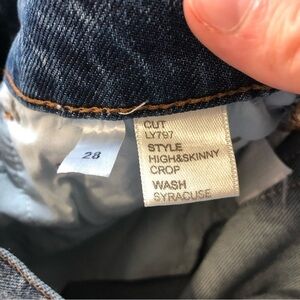 28
CUT
LY797
STYLE
HIGH&SKINNY
CROP
WASH
SYRACUSE